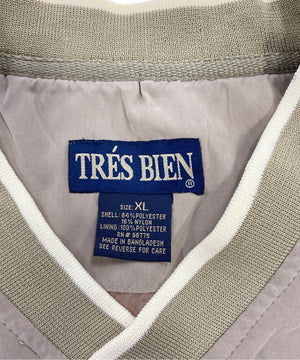 TRÉS BIEN®
SIZE: XL
SHELL: 84% POLYESTER
16% NYLON
LINING: 100% POLYESTER
RN# 96775
MADE IN BANGLADESH
SEE REVERSE FOR CARE